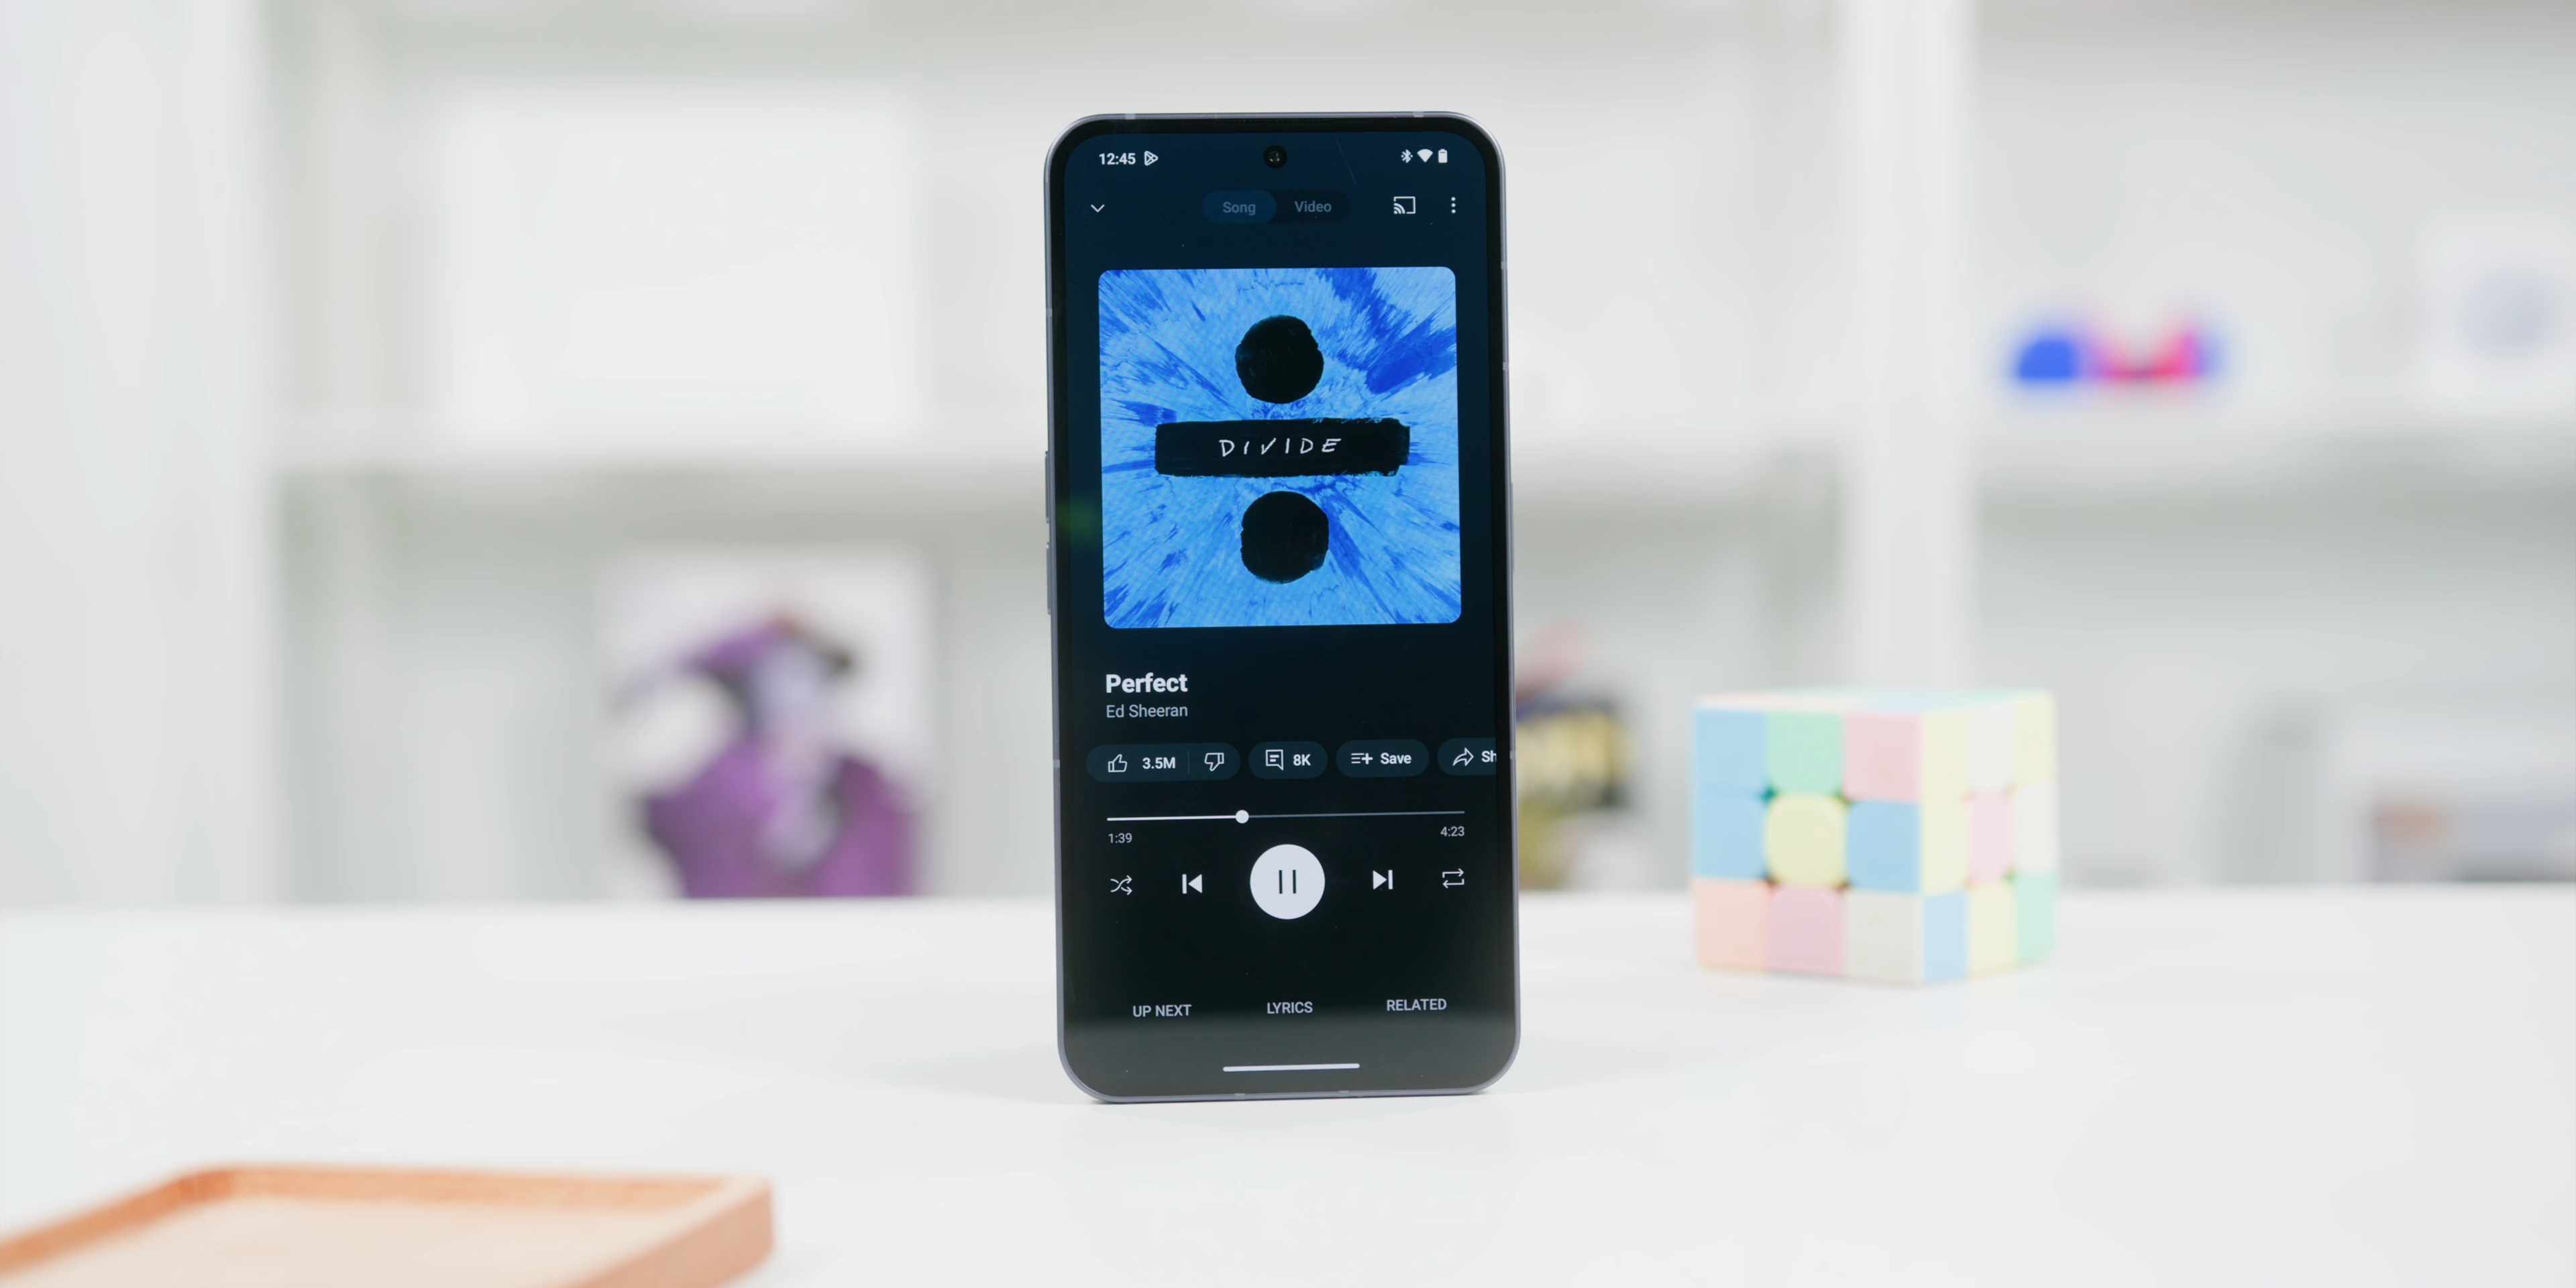 12:45
Song Video
DIVIDE
Perfect
Ed Sheeran
3.5M 8K Save Sh
1:39 4:23
UP NEXT LYRICS RELATED